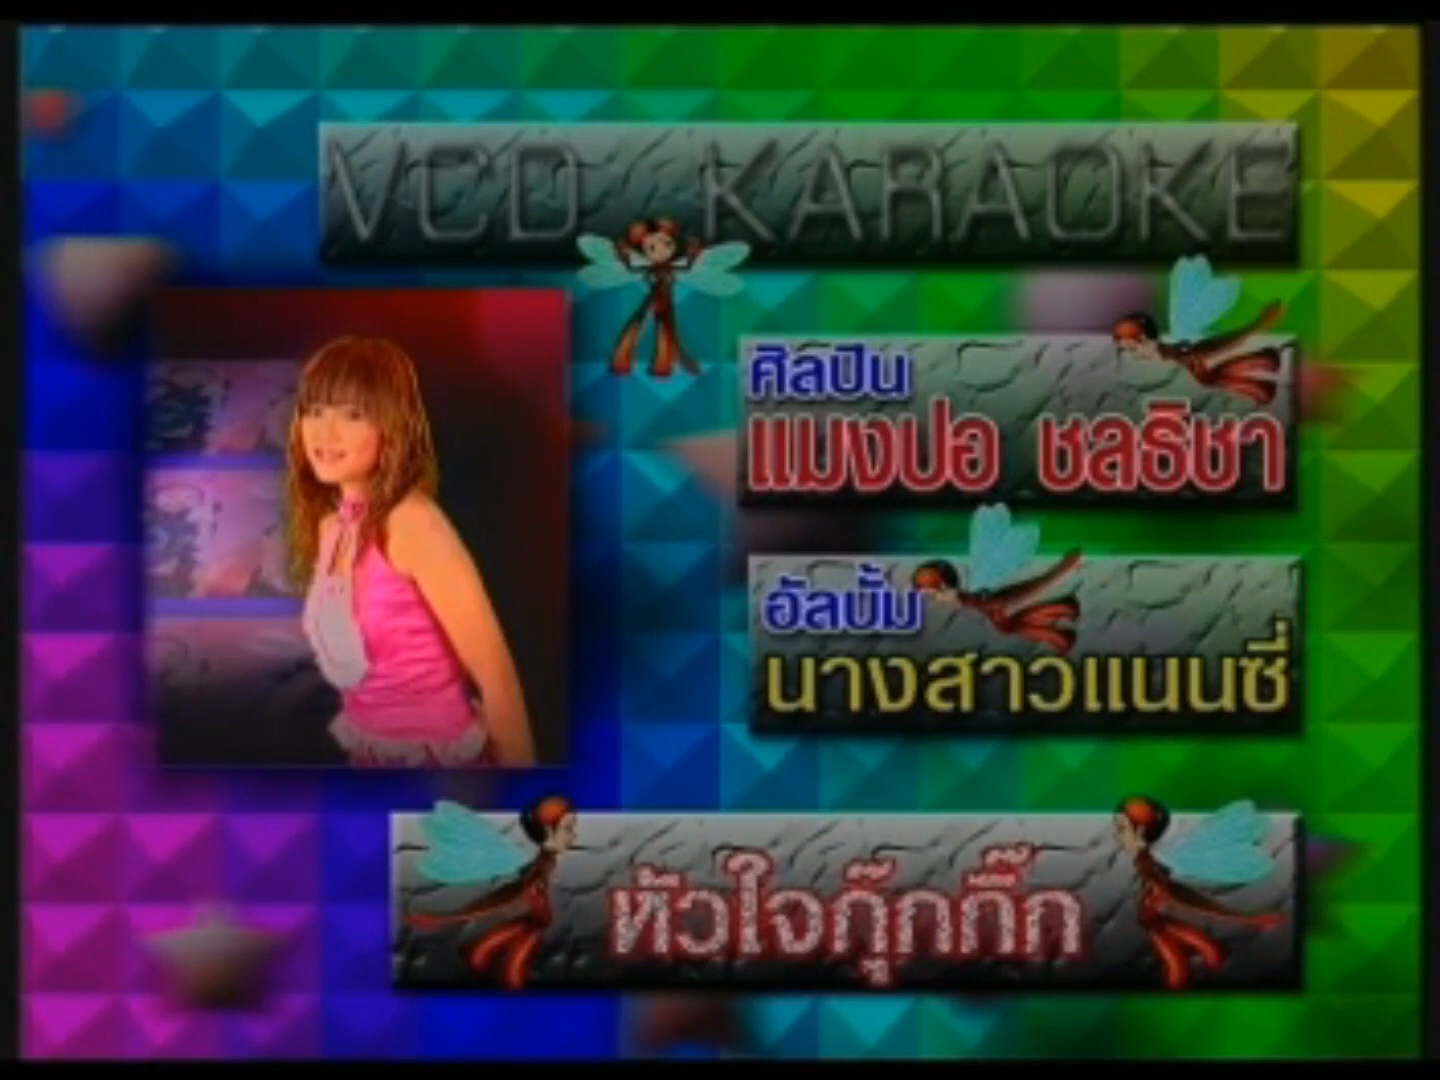 VCD KARAOKE
ศิลปิน
แมงปอ ชลธิชา
อัลบั้ม
นางสาวแนนซี่
หัวใจกุ๊กกิ๊ก